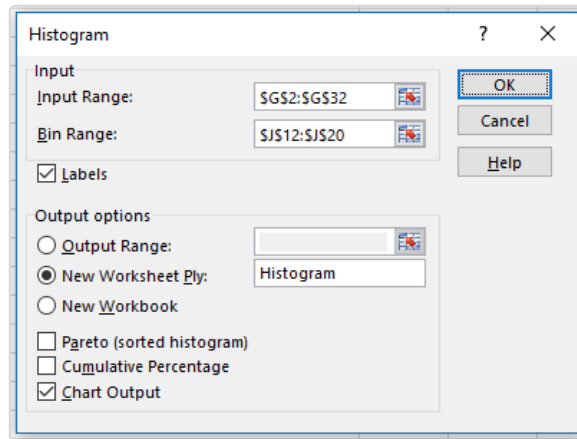 Histogram
?
Input
Input Range:
$G$2:$G$32
OK
Bin Range:
$J$12:$J$20
Cancel
Labels
Help
Output options
Output Range:
New Worksheet Ply:
Histogram
New Workbook
Pareto (sorted histogram)
Cumulative Percentage
Chart Output